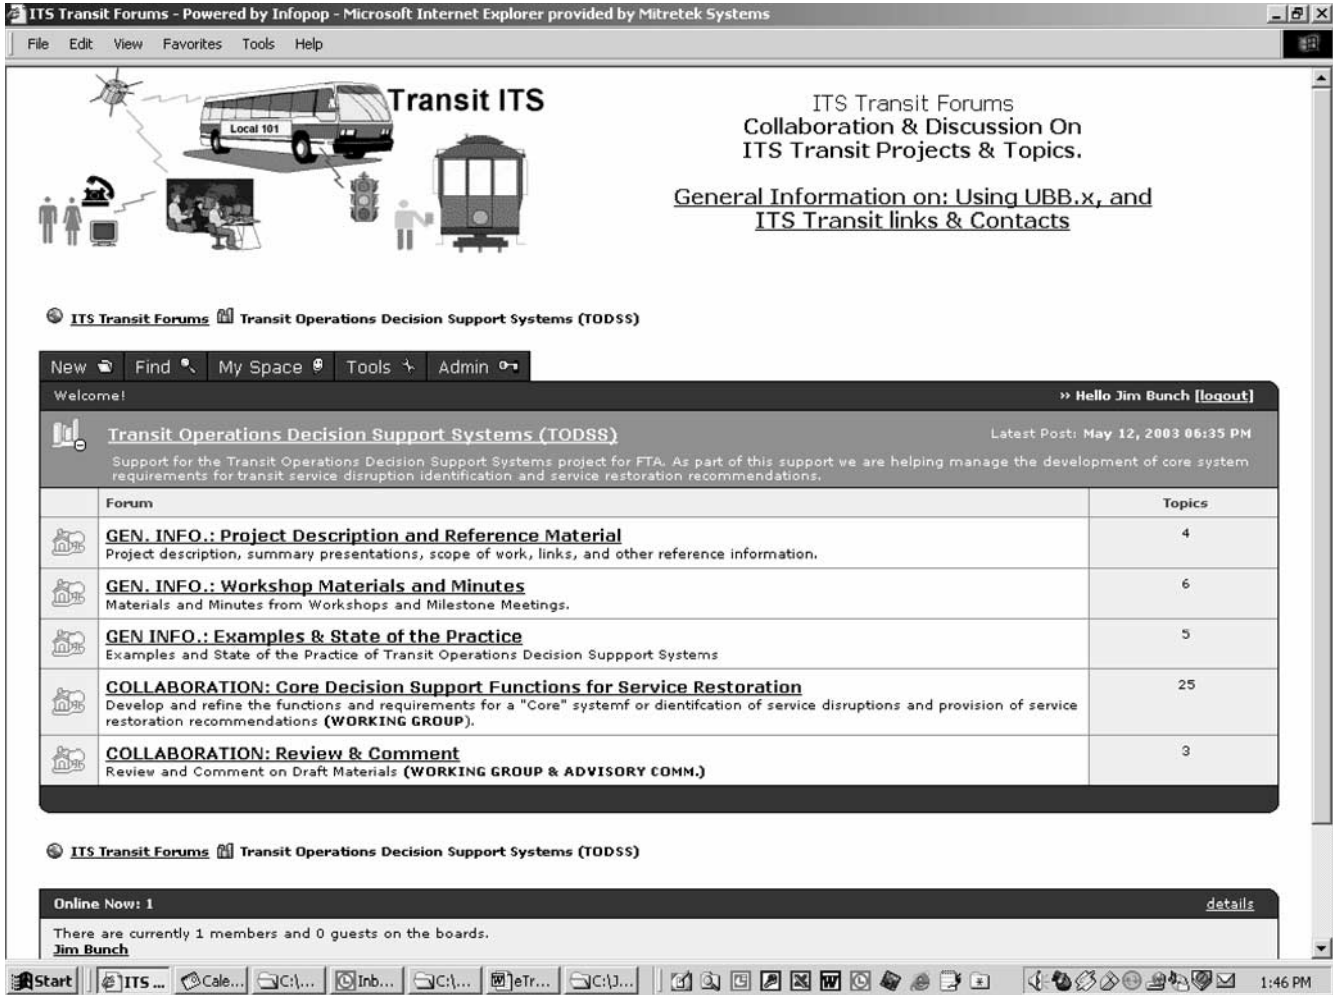 ITS Transit Forums - Powered by Infopop - Microsoft Internet Explorer provided by Mitretek Systems
File Edit View Favorites Tools Help
Transit ITS
Local 101
ITS Transit Forums
Collaboration & Discussion On
ITS Transit Projects & Topics.
General Information on: Using UBB.x, and
ITS Transit links & Contacts
ITS Transit Forums Transit Operations Decision Support Systems (TODSS)
New Find My Space Tools Admin
Welcome! >> Hello Jim Bunch [logout]
Transit Operations Decision Support Systems (TODSS) Latest Post: May 12, 2003 06:35 PM
Support for the Transit Operations Decision Support Systems project for FTA. As part of this support we are helping manage the development of core system
requirements for transit service disruption identification and service restoration recommendations.
Forum Topics
GEN. INFO.: Project Description and Reference Material 4
Project description, summary presentations, scope of work, links, and other reference information.
GEN. INFO.: Workshop Materials and Minutes 6
Materials and Minutes from Workshops and Milestone Meetings.
GEN INFO.: Examples & State of the Practice 5
Examples and State of the Practice of Transit Operations Decision Suppport Systems
COLLABORATION: Core Decision Support Functions for Service Restoration 25
Develop and refine the functions and requirements for a "Core" systemf or dientifcation of service disruptions and provision of service
restoration recommendations (WORKING GROUP).
COLLABORATION: Review & Comment 3
Review and Comment on Draft Materials (WORKING GROUP & ADVISORY COMM.)
ITS Transit Forums Transit Operations Decision Support Systems (TODSS)
Online Now: 1 details
There are currently 1 members and 0 guests on the boards.
Jim Bunch
Start ITS ... Cale... C:\... Inb... C:\... eTr... C:\J... 1:46 PM